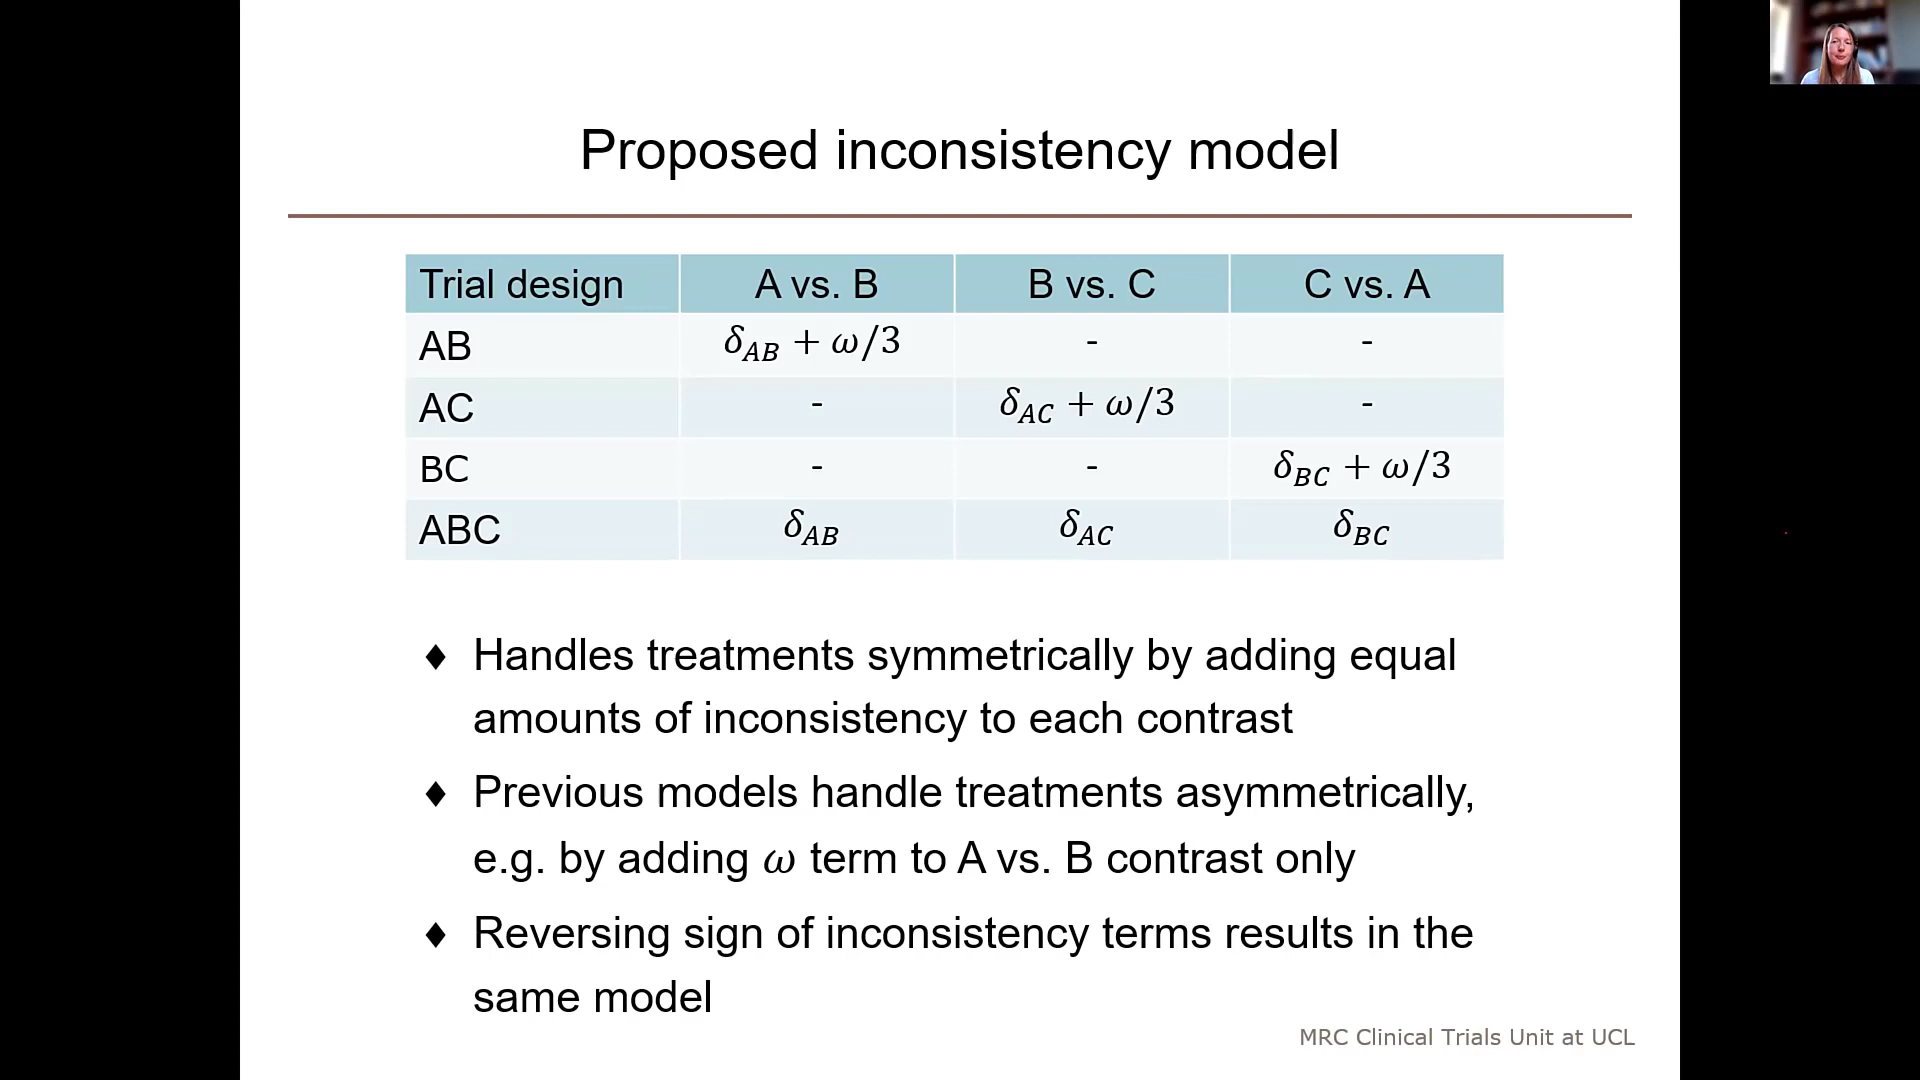 Proposed inconsistency model
Trial design A vs. B B vs. C C vs. A
AB δ_AB + ω/3 - -
AC - δ_AC + ω/3 -
BC - - δ_BC + ω/3
ABC δ_AB δ_AC δ_BC
♦ Handles treatments symmetrically by adding equal
amounts of inconsistency to each contrast
♦ Previous models handle treatments asymmetrically,
e.g. by adding ω term to A vs. B contrast only
♦ Reversing sign of inconsistency terms results in the
same model
MRC Clinical Trials Unit at UCL